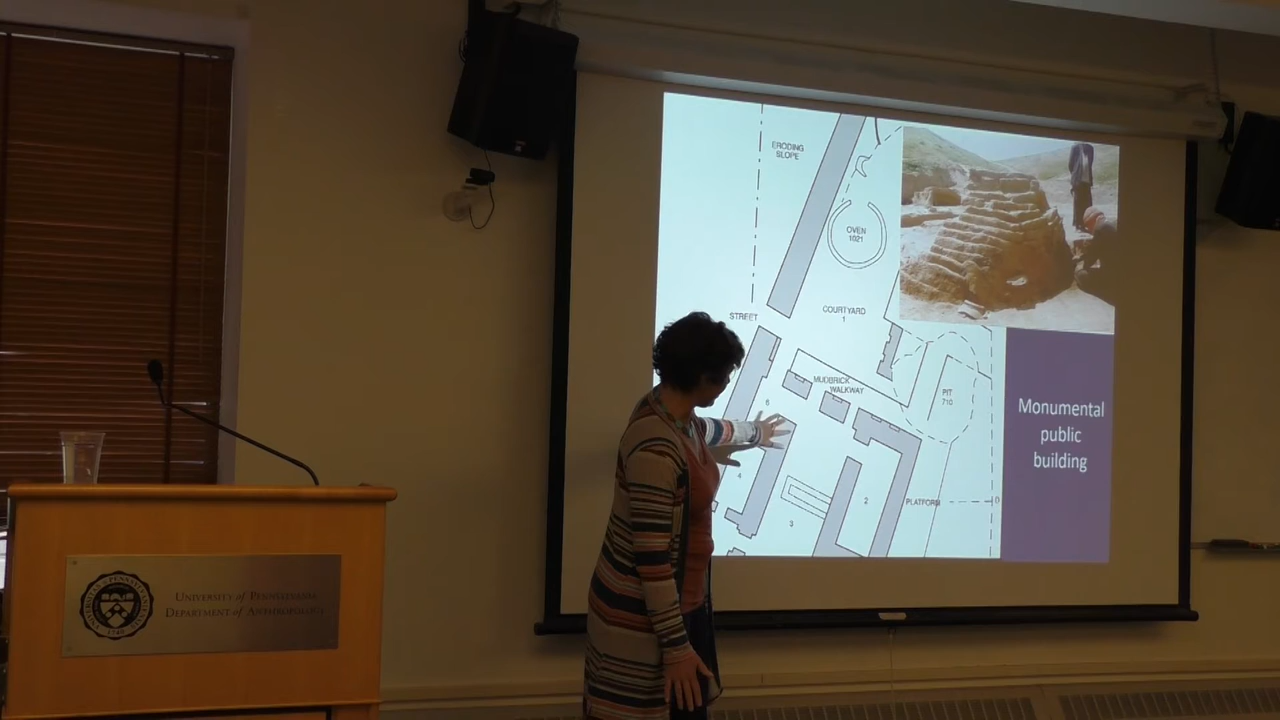 ERODING
SLOPE
OVEN
1021
STREET
COURTYARD
1
MUDBRICK
WALKWAY
PIT
710
6
4
3
2
PLATFORM
Monumental
public
building
UNIVERSITY of PENNSYLVANIA
DEPARTMENT of ANTHROPOLOGY
1740